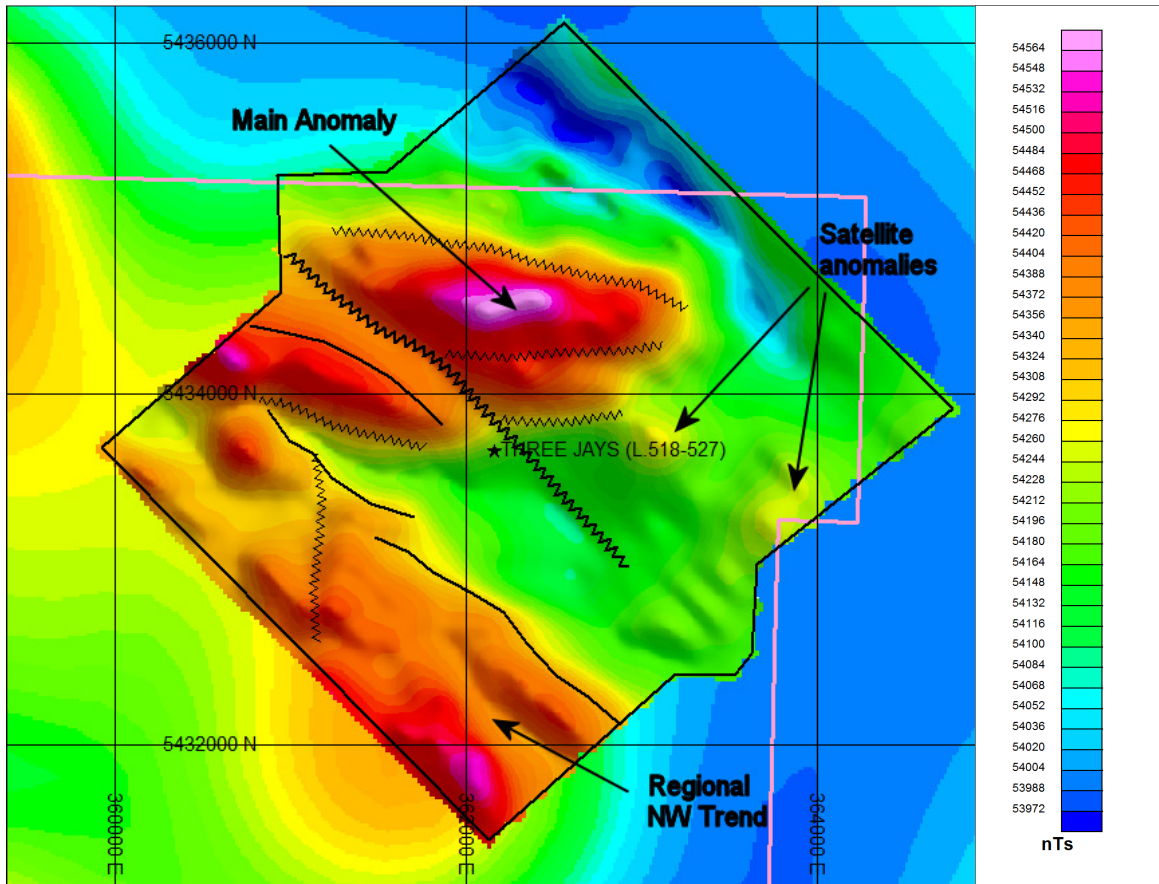 5436000 N
Main Anomaly
Satellite
anomalies
5434000 N
★THREE JAYS (L.518-527)
5432000 N
Regional
NW Trend
360000 E
362000 E
364000 E
54564
54548
54532
54516
54500
54484
54468
54452
54436
54420
54404
54388
54372
54356
54340
54324
54308
54292
54276
54260
54244
54228
54212
54196
54180
54164
54148
54132
54116
54100
54084
54068
54052
54036
54020
54004
53988
53972
nTs